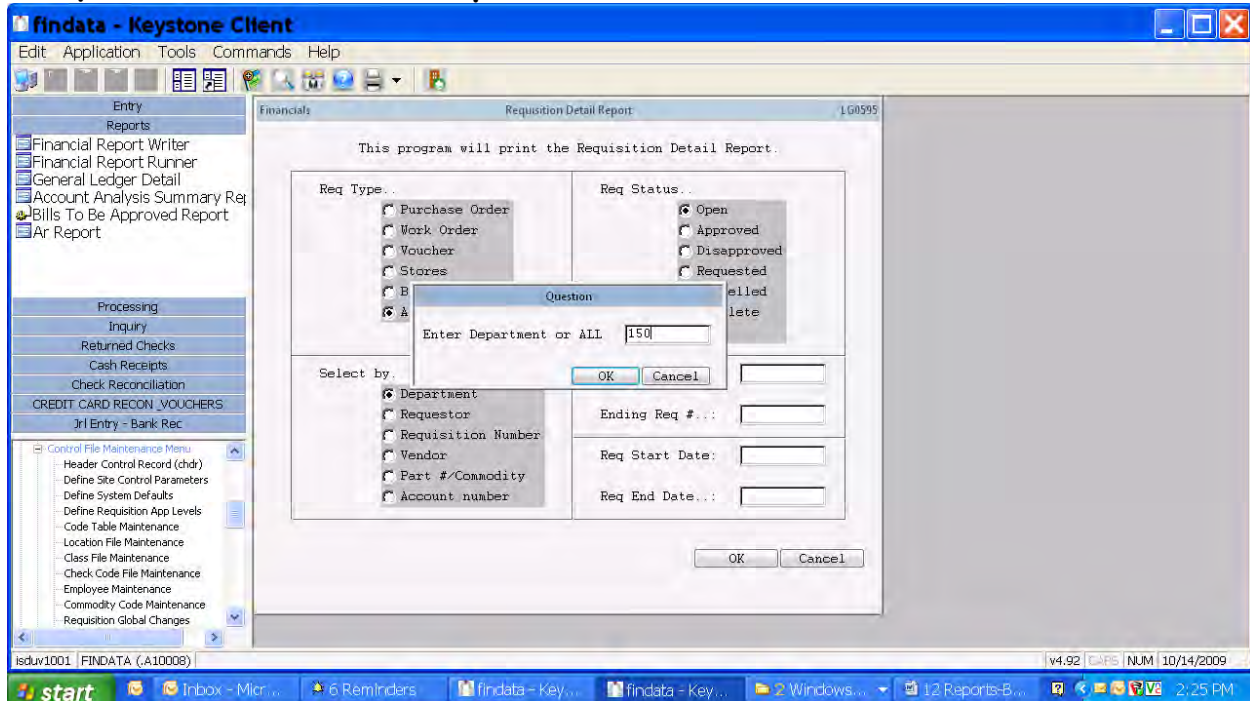 findata - Keystone Client
Edit Application Tools Commands Help
Entry
Reports
Financial Report Writer
Financial Report Runner
General Ledger Detail
Account Analysis Summary Rep
Bills To Be Approved Report
Ar Report
Processing
Inquiry
Returned Checks
Cash Receipts
Check Reconciliation
CREDIT CARD RECON _VOUCHERS
Jrl Entry - Bank Rec
Control File Maintenance Menu
Header Control Record (chdr)
Define Site Control Parameters
Define System Defaults
Define Requisition App Levels
Code Table Maintenance
Location File Maintenance
Class File Maintenance
Check Code File Maintenance
Employee Maintenance
Commodity Code Maintenance
Requisition Global Changes
Financials Requisition Detail Report LG0595
This program will print the Requisition Detail Report.
Req Type..
Purchase Order
Work Order
Voucher
Stores
B
A
Req Status..
Open
Approved
Disapproved
Requested
elled
lete
Question
Enter Department or ALL 150
OK Cancel
Select by.
Department
Requestor
Requisition Number
Vendor
Part #/Commodity
Account number
Ending Req #..:
Req Start Date:
Req End Date..:
OK Cancel
isduv1001 FINDATA (.A10008) v4.92 CAPS NUM 10/14/2009
start Inbox - Micr... 6 Reminders findata - Key... findata - Key... 2 Windows... 12 Reports-B... 2:25 PM